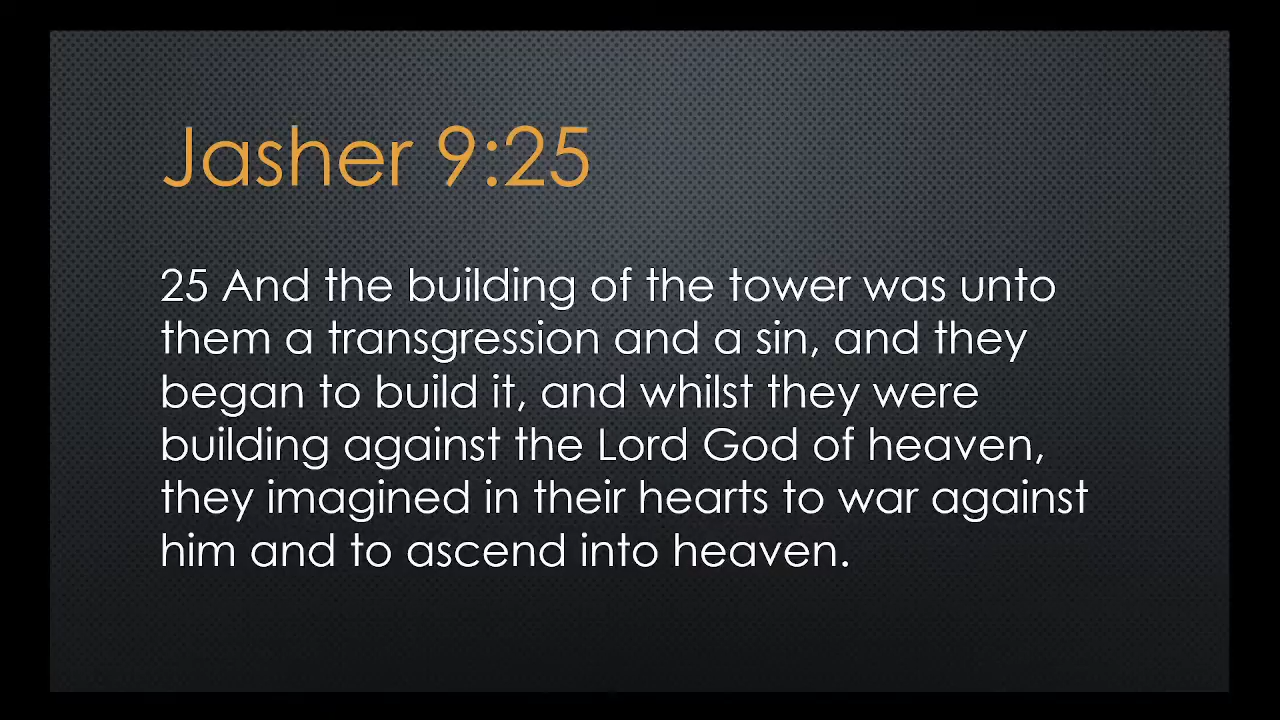 Jasher 9:25
25 And the building of the tower was unto
them a transgression and a sin, and they
began to build it, and whilst they were
building against the Lord God of heaven,
they imagined in their hearts to war against
him and to ascend into heaven.